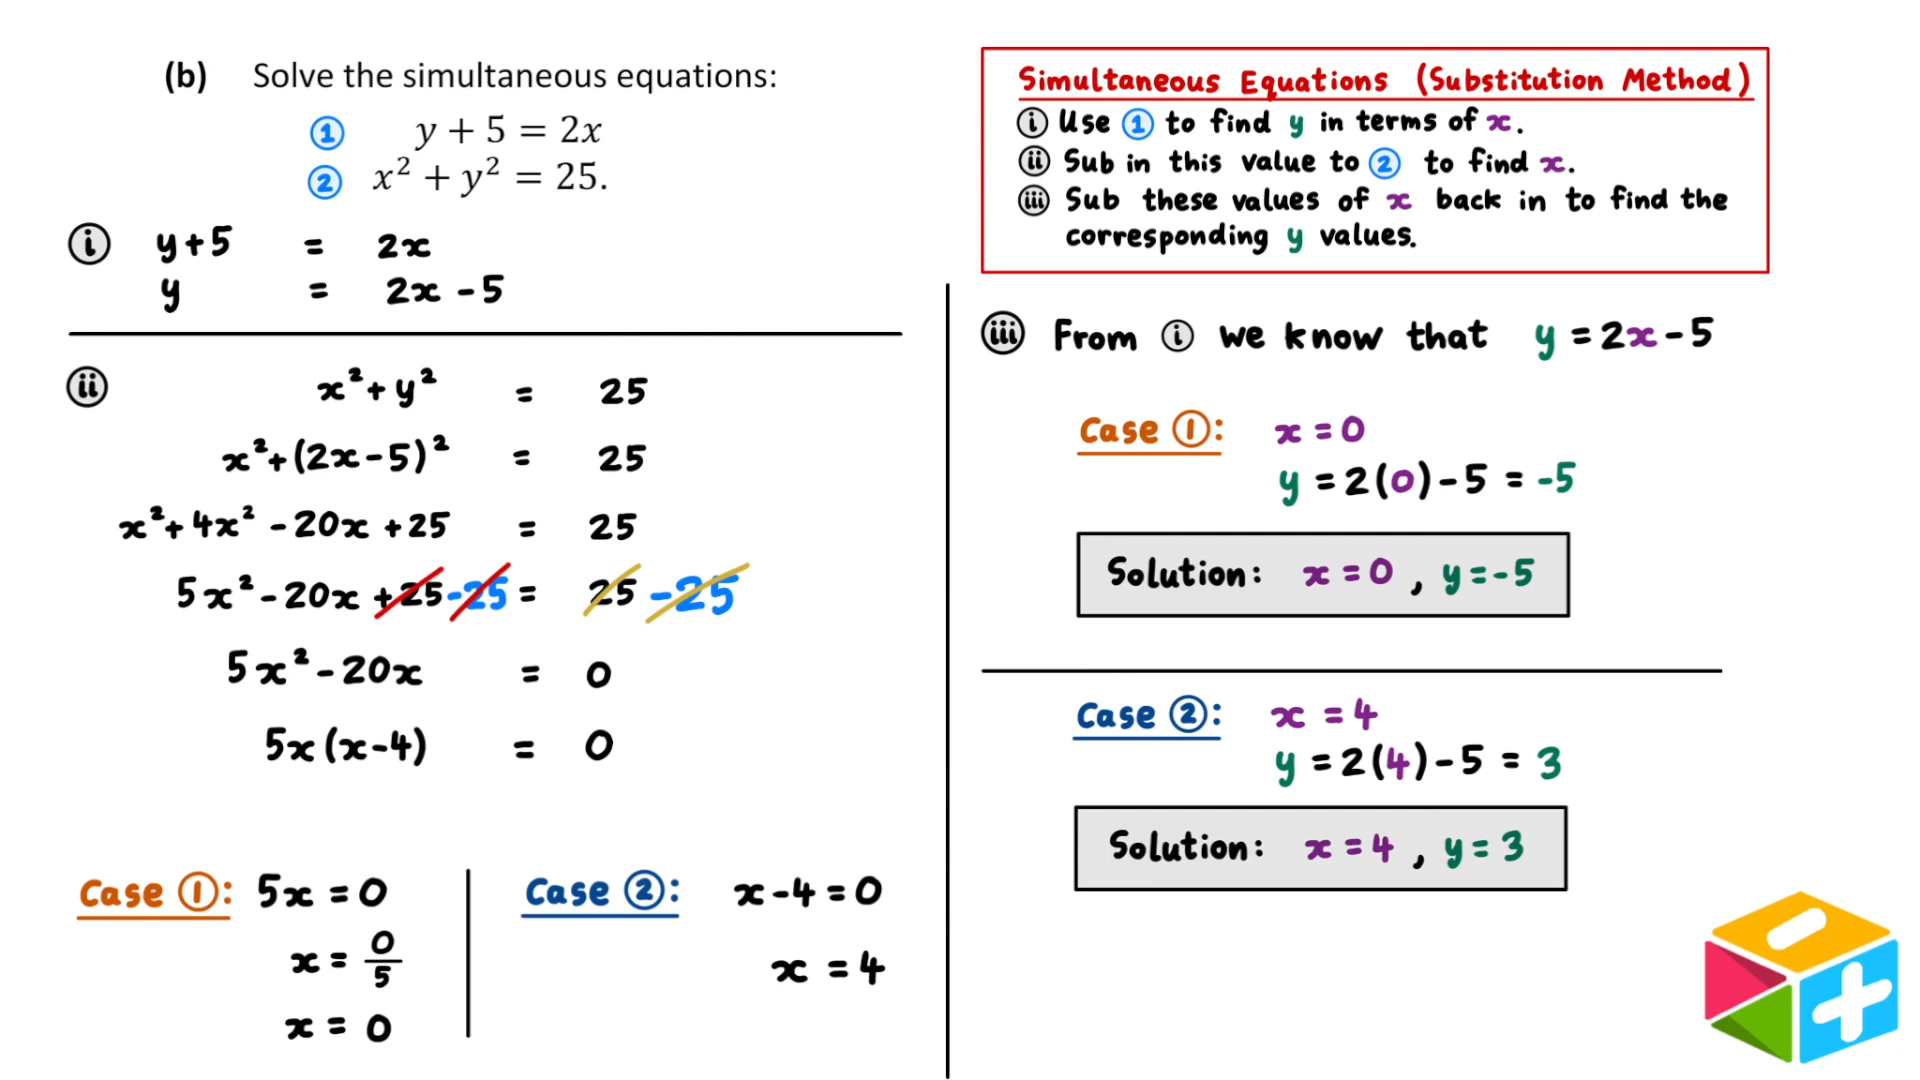 (b) Solve the simultaneous equations:
① y + 5 = 2x
② x² + y² = 25.
ⓘ y+5 = 2x
y = 2x - 5
ⅱ x² + y² = 25
x² + (2x - 5)² = 25
x² + 4x² - 20x + 25 = 25
5x² - 20x + 25 - 25 = 25 - 25
5x² - 20x = 0
5x(x - 4) = 0
Case ①: 5x = 0
x = 0/5
x = 0
Case ②: x - 4 = 0
x = 4
Simultaneous Equations (Substitution Method)
ⓘ Use ① to find y in terms of x.
ⅱ Sub in this value to ② to find x.
ⅲ Sub these values of x back in to find the
corresponding y values.
ⅲ From ⓘ we know that y = 2x - 5
Case ①: x = 0
y = 2(0) - 5 = -5
Solution: x = 0 , y = -5
Case ②: x = 4
y = 2(4) - 5 = 3
Solution: x = 4 , y = 3